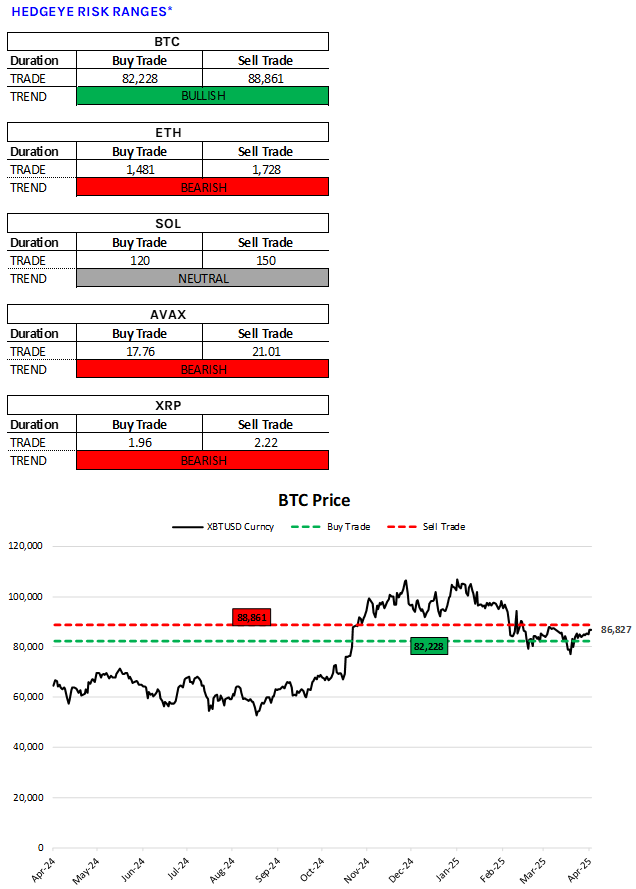 HEDGEYE RISK RANGES*
BTC
Duration Buy Trade Sell Trade
TRADE 82,228 88,861
TREND BULLISH
ETH
Duration Buy Trade Sell Trade
TRADE 1,481 1,728
TREND BEARISH
SOL
Duration Buy Trade Sell Trade
TRADE 120 150
TREND NEUTRAL
AVAX
Duration Buy Trade Sell Trade
TRADE 17.76 21.01
TREND BEARISH
XRP
Duration Buy Trade Sell Trade
TRADE 1.96 2.22
TREND BEARISH
BTC Price
XBTUSD Curncy Buy Trade Sell Trade
120,000
100,000
88,861
86,827
82,228
80,000
60,000
40,000
20,000
0
Apr-24 May-24 Jun-24 Jul-24 Aug-24 Sep-24 Oct-24 Nov-24 Dec-24 Jan-25 Feb-25 Mar-25 Apr-25